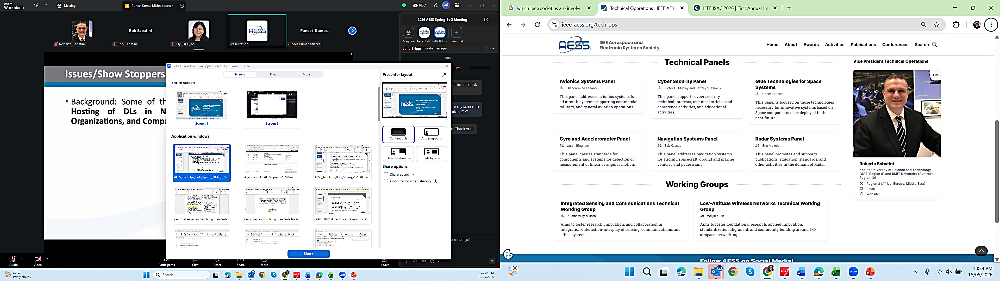 zoom
Workplace
Meeting
PK
Puneet Kumar Mishra's screen
REC
Rob Sabatini
AESS
Puneet Kumar...
Roberto Sabatini
Rob Sabatini
Lily (Li) Qiao
Presentation
Puneet Kumar Mishra
2026 AESS Spring BoG Meeting
Everyone
Presentati...
Julia Briggs
New chat
Julia Briggs (private message)
Today
sages
on this account.
are my screen to
ation. OK?
e. Thank you!
e message)
Issues/Show Stoppers:
• Background: Some of th
Hosting of DLs in N
Organizations, and Compa
zm
Select a window or an application that you want to share
Screens
Files
More
Entire screen
Screen 1
Screen 2
Application windows
AESS_TechOps_BoG_Spring_2026 (R. Sa...
Agenda - IEEE AESS Spring 2026 Board ...
AESS_TechOps_BoG_Spring_2026 (R. Sa...
Key Challenges and evolving Standards...
Key Issues and Evolving Standards for A...
19920_183204_Technical_Operations_Pr...
Presenter layout
Content only
As background
Over the shoulder
Side by side
Share options
Share sound
Optimize for video sharing
Share
Audio
Video
Participants
Chat
React
Share
More
Leave
GIF
30°C
Partly cloudy
Search
10:34 PM
15/05/2026
which ieee societies are involve
Technical Operations | IEEE AES
IEEE ISAC 2026 | First Annual Int
ieee-aess.org/tech-ops
AESS
IEEE Aerospace and
Electronic Systems Society
Home
About
Awards
Activities
Publications
Conferences
Search
Technical Panels
Avionics Systems Panel
Giancarmine Fasano
This panel addresses avionics systems for
all aircraft systems supporting commercial,
military, and general aviation operations.
Cyber Security Panel
Victor C. Murray and Jeffrey S. Chavis
This panel supports cyber security
technical interests, technical articles and
conference activities, and educational
activities.
Glue Technologies for Space
Systems
Cosimo Stallo
This panel is focused on those technologies
necessary for innovative systems based on
Space components to be deployed in the
near future.
Gyro and Accelerometer Panel
Jason Bingham
This panel creates standards for
components and systems for detection or
measurement of linear or angular motion.
Navigation Systems Panel
Zak Kassas
This panel addresses navigation systems
for aircraft, spacecraft, ground and marine
vehicles and pedestrians.
Radar Systems Panel
Eric Mokole
This panel promotes and supports
publications, education, standards, and
other activities in the domain of Radar.
Working Groups
Integrated Sensing and Communications Technical
Working Group
Kumar Vijay Mishra
Aims to foster research, innovation, and collaboration in
integration-interaction-interplay of sensing, communications, and
allied systems.
Low-Altitude Wireless Networks Technical Working
Group
Weijie Yuan
Aims to foster foundational research, applied innovation,
standardization alignment, and community building around 3-D
airspace networking.
Vice President Technical Operations
ARE
Roberto Sabatini
Khalifa University of Science and Technology
(UAE, Region 8) and RMIT University (Australia,
Region 10)
Region 8 (Africa, Europe, Middle East)
Email
Website
Follow AESS on Social Media!
30°
10:34 PM
15/05/2026